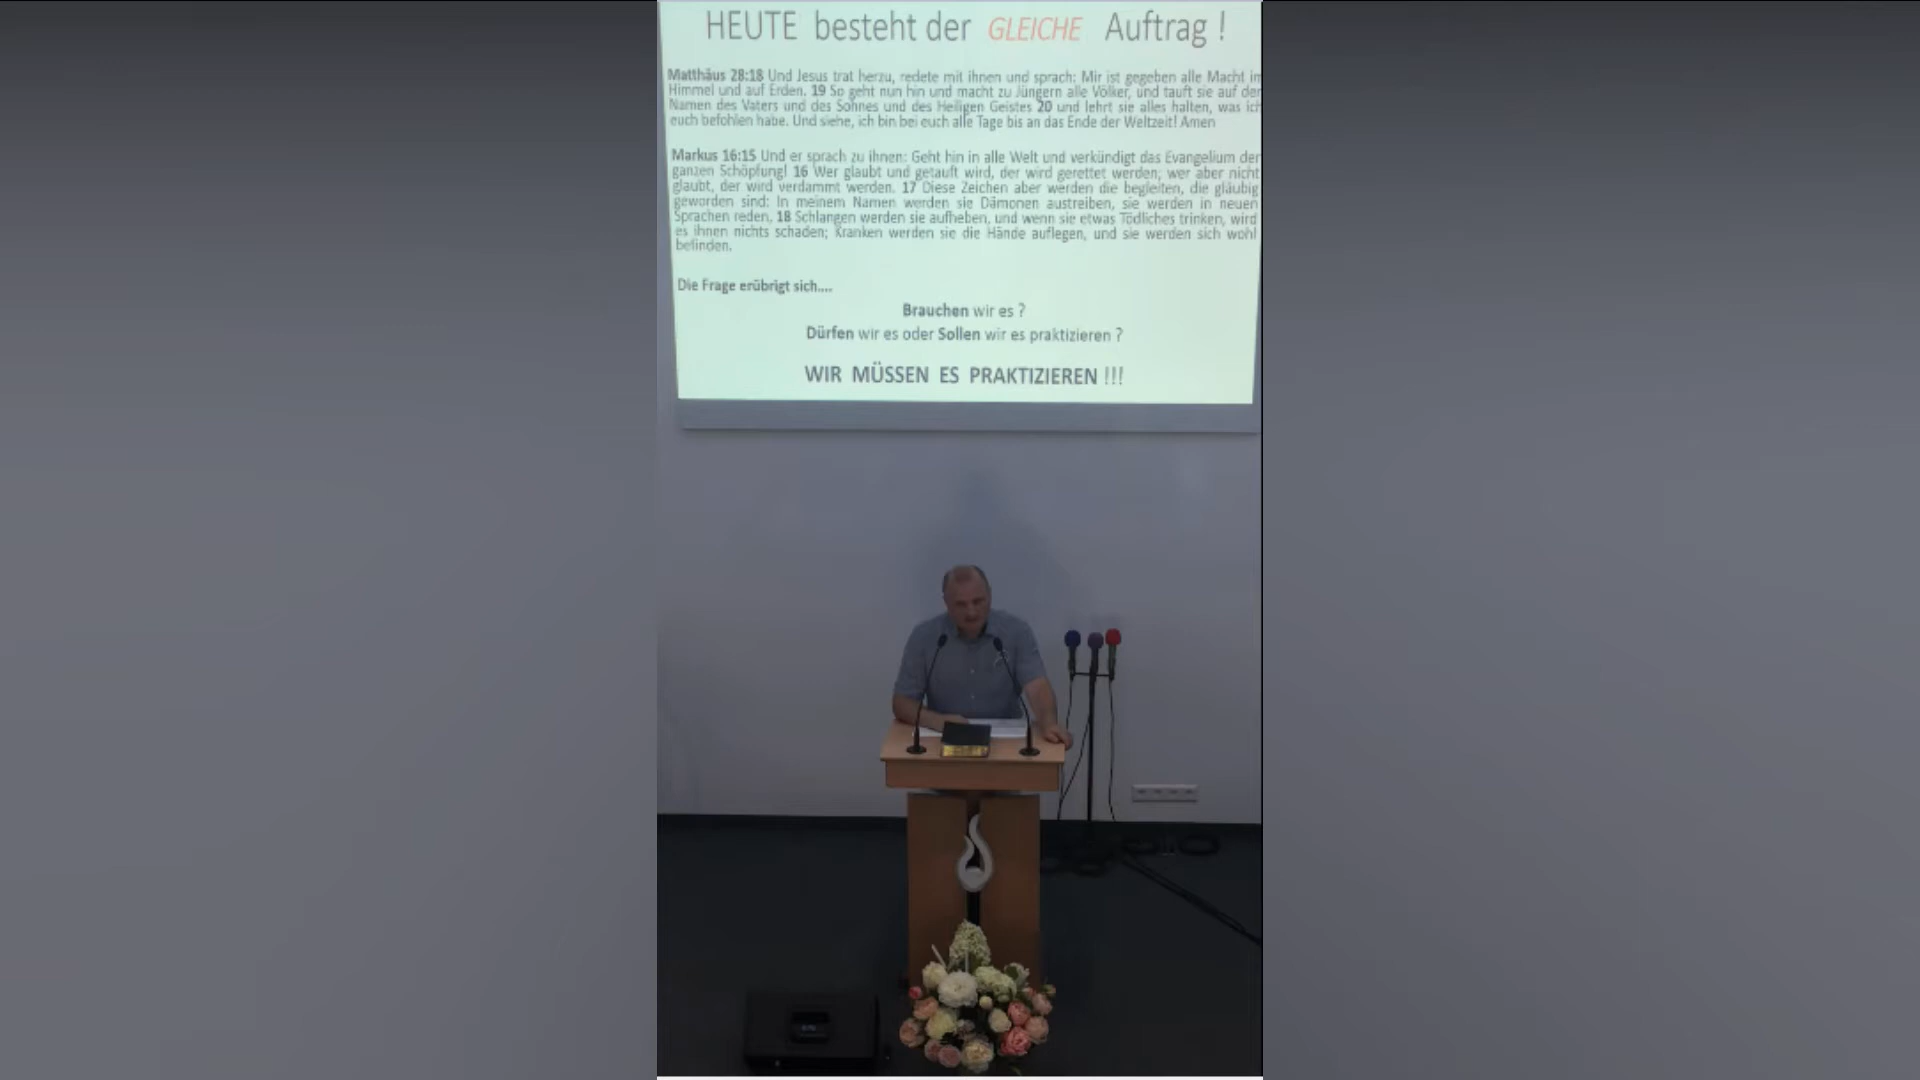 HEUTE besteht der GLEICHE Auftrag !
Matthäus 28:18 Und Jesus trat herzu, redete mit ihnen und sprach: Mir ist gegeben alle Macht im
Himmel und auf Erden. 19 So geht nun hin und macht zu Jüngern alle Völker, und tauft sie auf den
Namen des Vaters und des Sohnes und des Heiligen Geistes 20 und lehrt sie alles halten, was ich
euch befohlen habe. Und siehe, ich bin bei euch alle Tage bis an das Ende der Weltzeit! Amen
Markus 16:15 Und er sprach zu ihnen: Geht hin in alle Welt und verkündigt das Evangelium der
ganzen Schöpfung! 16 Wer glaubt und getauft wird, der wird gerettet werden; wer aber nicht
glaubt, der wird verdammt werden. 17 Diese Zeichen aber werden die begleiten, die gläubig
geworden sind: In meinem Namen werden sie Dämonen austreiben, sie werden in neuen
Sprachen reden, 18 Schlangen werden sie aufheben, und wenn sie etwas Tödliches trinken, wird
es ihnen nichts schaden; Kranken werden sie die Hände auflegen, und sie werden sich wohl
befinden.
Die Frage erübrigt sich....
Brauchen wir es ?
Dürfen wir es oder Sollen wir es praktizieren ?
WIR MÜSSEN ES PRAKTIZIEREN !!!